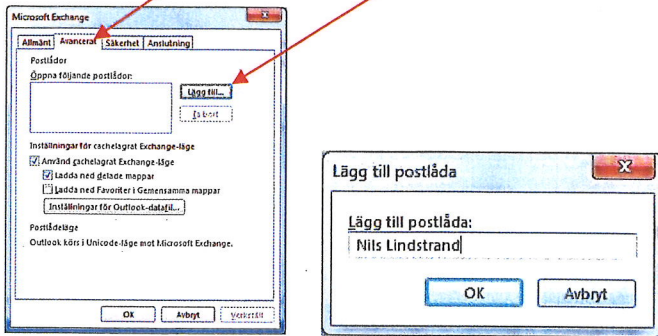 Microsoft Exchange
Allmänt Avancerat Säkerhet Anslutning
Postlådor
Öppna följande postlådor:
Lägg till...
Ta bort
Inställningar för cachelagrat Exchange-läge
Använd cachelagrat Exchange-läge
Ladda ned delade mappar
Ladda ned Favoriter i Gemensamma mappar
Inställningar för Outlook-datafil...
Postlådeläge
Outlook körs i Unicode-läge mot Microsoft Exchange.
OK Avbryt Verkställ
Lägg till postlåda
Lägg till postlåda:
Nils Lindstrand
OK Avbryt